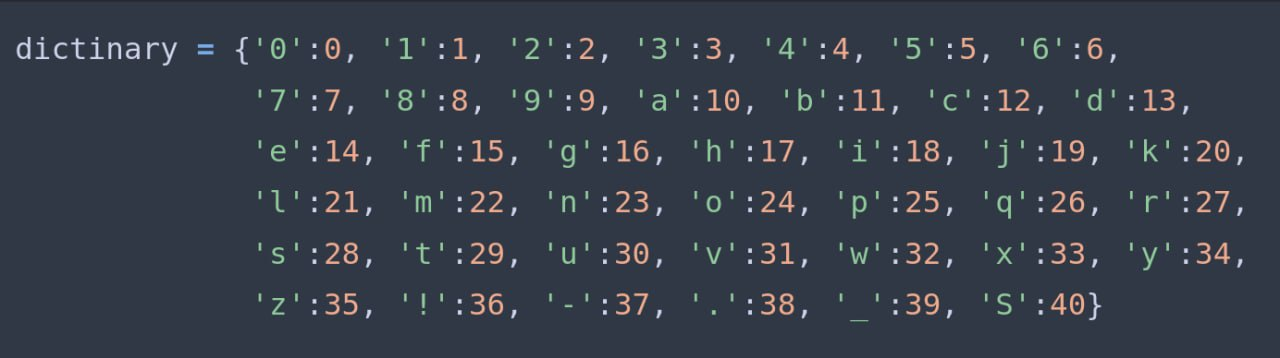 dictinary = {'0':0, '1':1, '2':2, '3':3, '4':4, '5':5, '6':6,
'7':7, '8':8, '9':9, 'a':10, 'b':11, 'c':12, 'd':13,
'e':14, 'f':15, 'g':16, 'h':17, 'i':18, 'j':19, 'k':20,
'l':21, 'm':22, 'n':23, 'o':24, 'p':25, 'q':26, 'r':27,
's':28, 't':29, 'u':30, 'v':31, 'w':32, 'x':33, 'y':34,
'z':35, '!':36, '-':37, '.':38, '_':39, 'S':40}